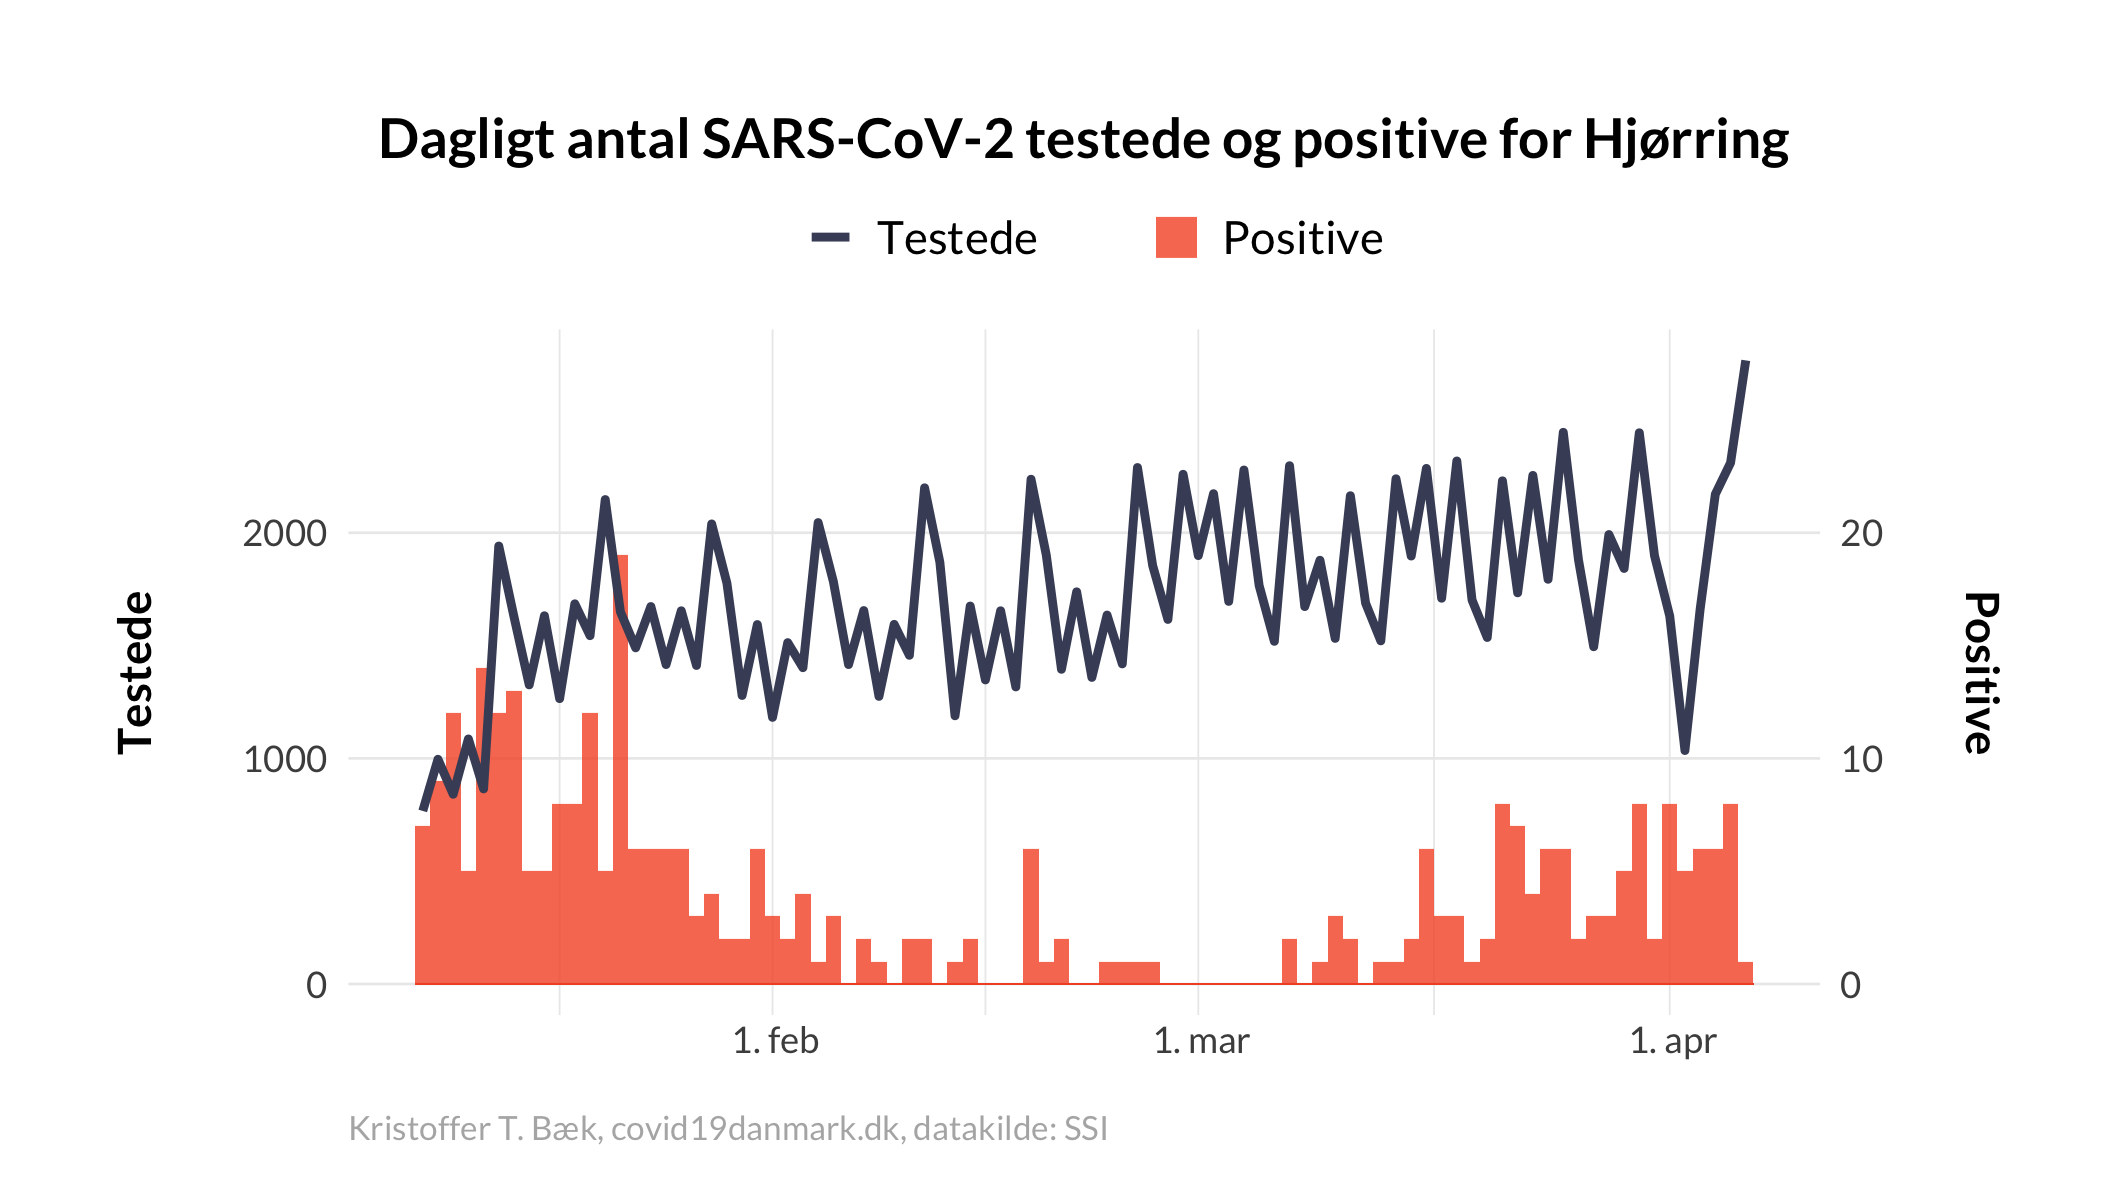 Dagligt antal SARS-CoV-2 testede og positive for Hjørring
Testede
Positive
2000
1000
0
Testede
20
10
0
Positive
1. feb
1. mar
1. apr
Kristoffer T. Bæk, covid19danmark.dk, datakilde: SSI